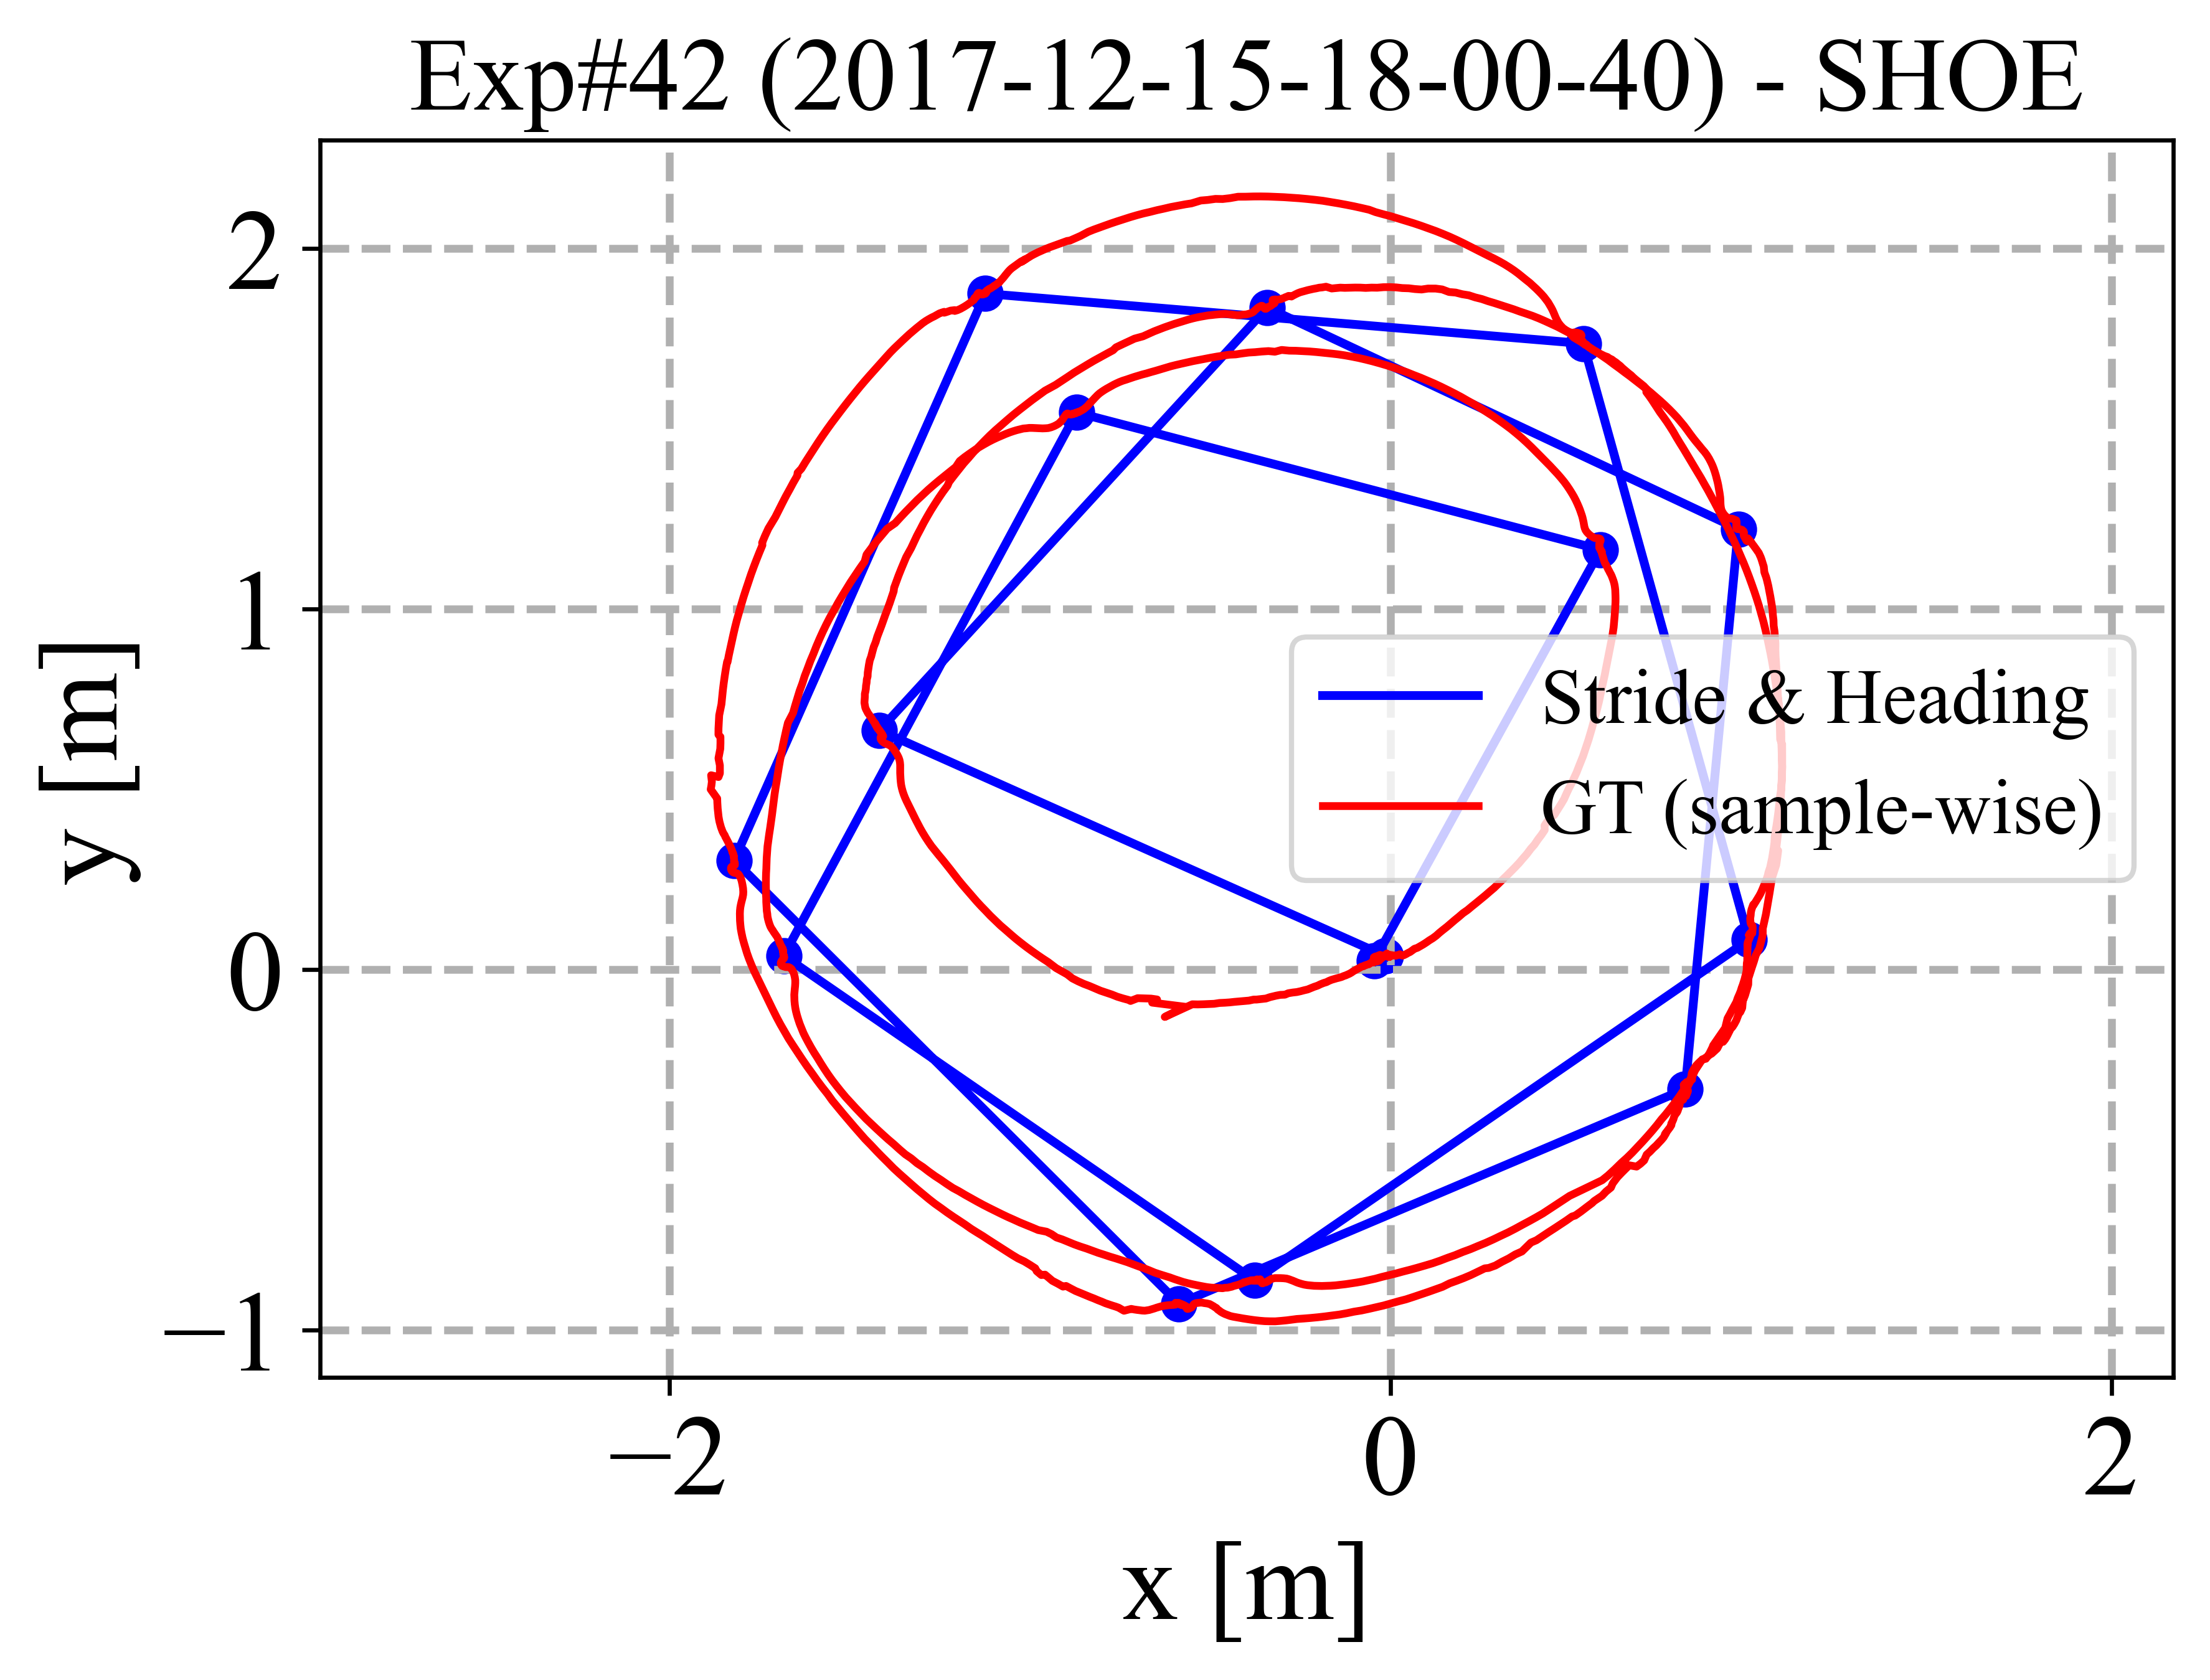 Exp#42 (2017-12-15-18-00-40) - SHOE
2
1
0
−1
y [m]
Stride & Heading
GT (sample-wise)
−2
0
2
x [m]